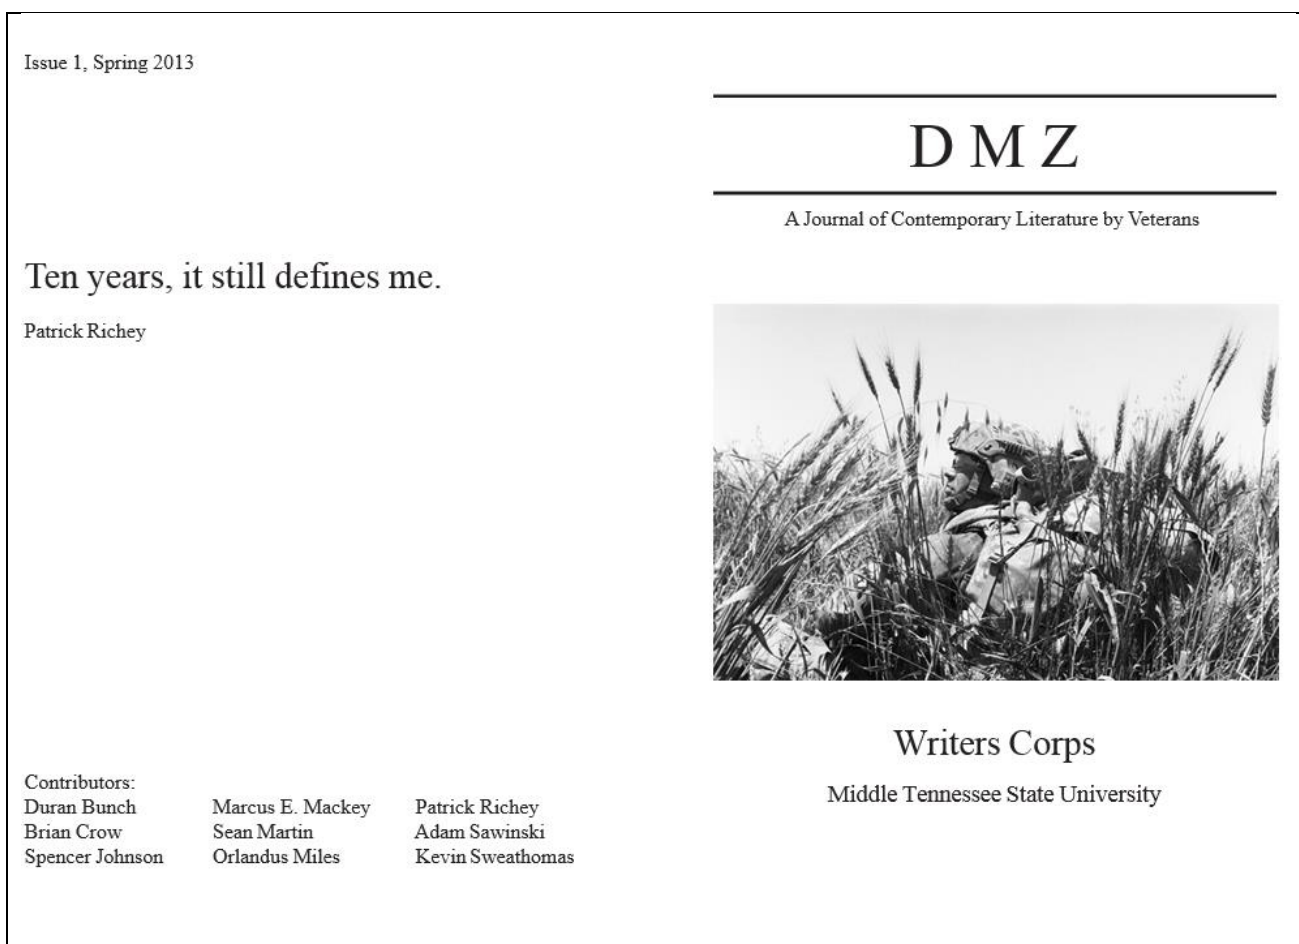 Issue 1, Spring 2013
Ten years, it still defines me.
Patrick Richey
Contributors:
Duran Bunch Marcus E. Mackey Patrick Richey
Brian Crow Sean Martin Adam Sawinski
Spencer Johnson Orlandus Miles Kevin Sweathomas
D M Z
A Journal of Contemporary Literature by Veterans
Writers Corps
Middle Tennessee State University